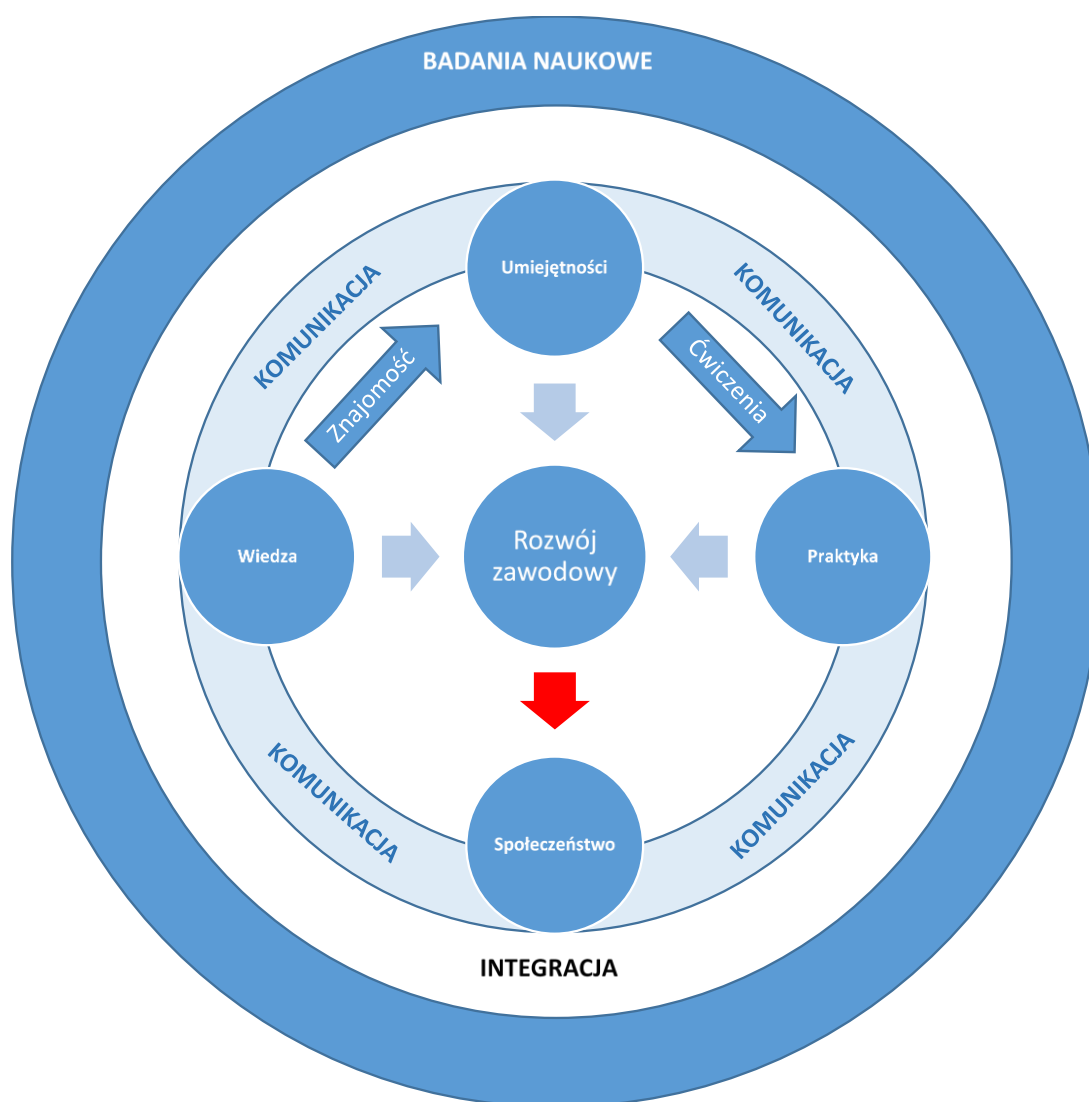 BADANIA NAUKOWE
Umiejętności
KOMUNIKACJA
KOMUNIKACJA
Znajomość
Ćwiczenia
Wiedza
Rozwój
zawodowy
Praktyka
KOMUNIKACJA
KOMUNIKACJA
Społeczeństwo
INTEGRACJA